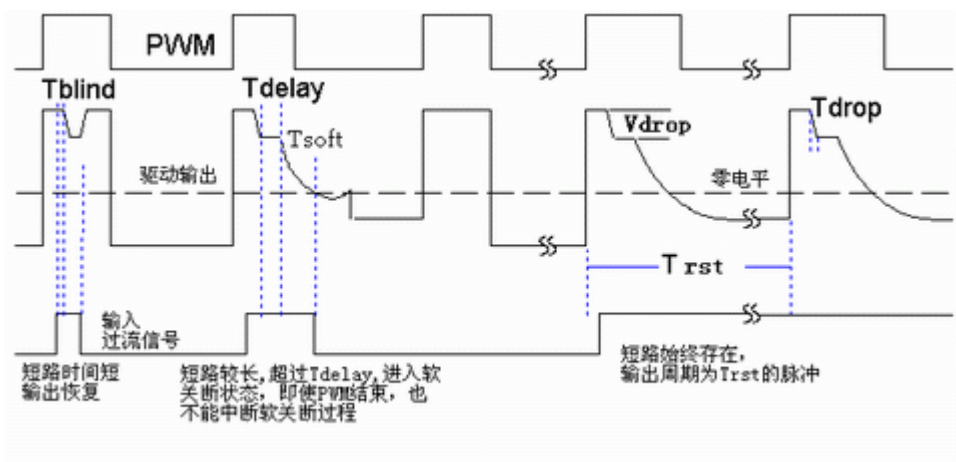 PWM
Tblind
Tdelay
Tdrop
Vdrop
Tsoft
驱动输出
零电平
T rst
输入
过流信号
短路时间短
输出恢复
短路较长,超过Tdelay,进入软
关断状态，即使PWM结束，也
不能中断软关断过程
短路始终存在，
输出周期为Trst的脉冲